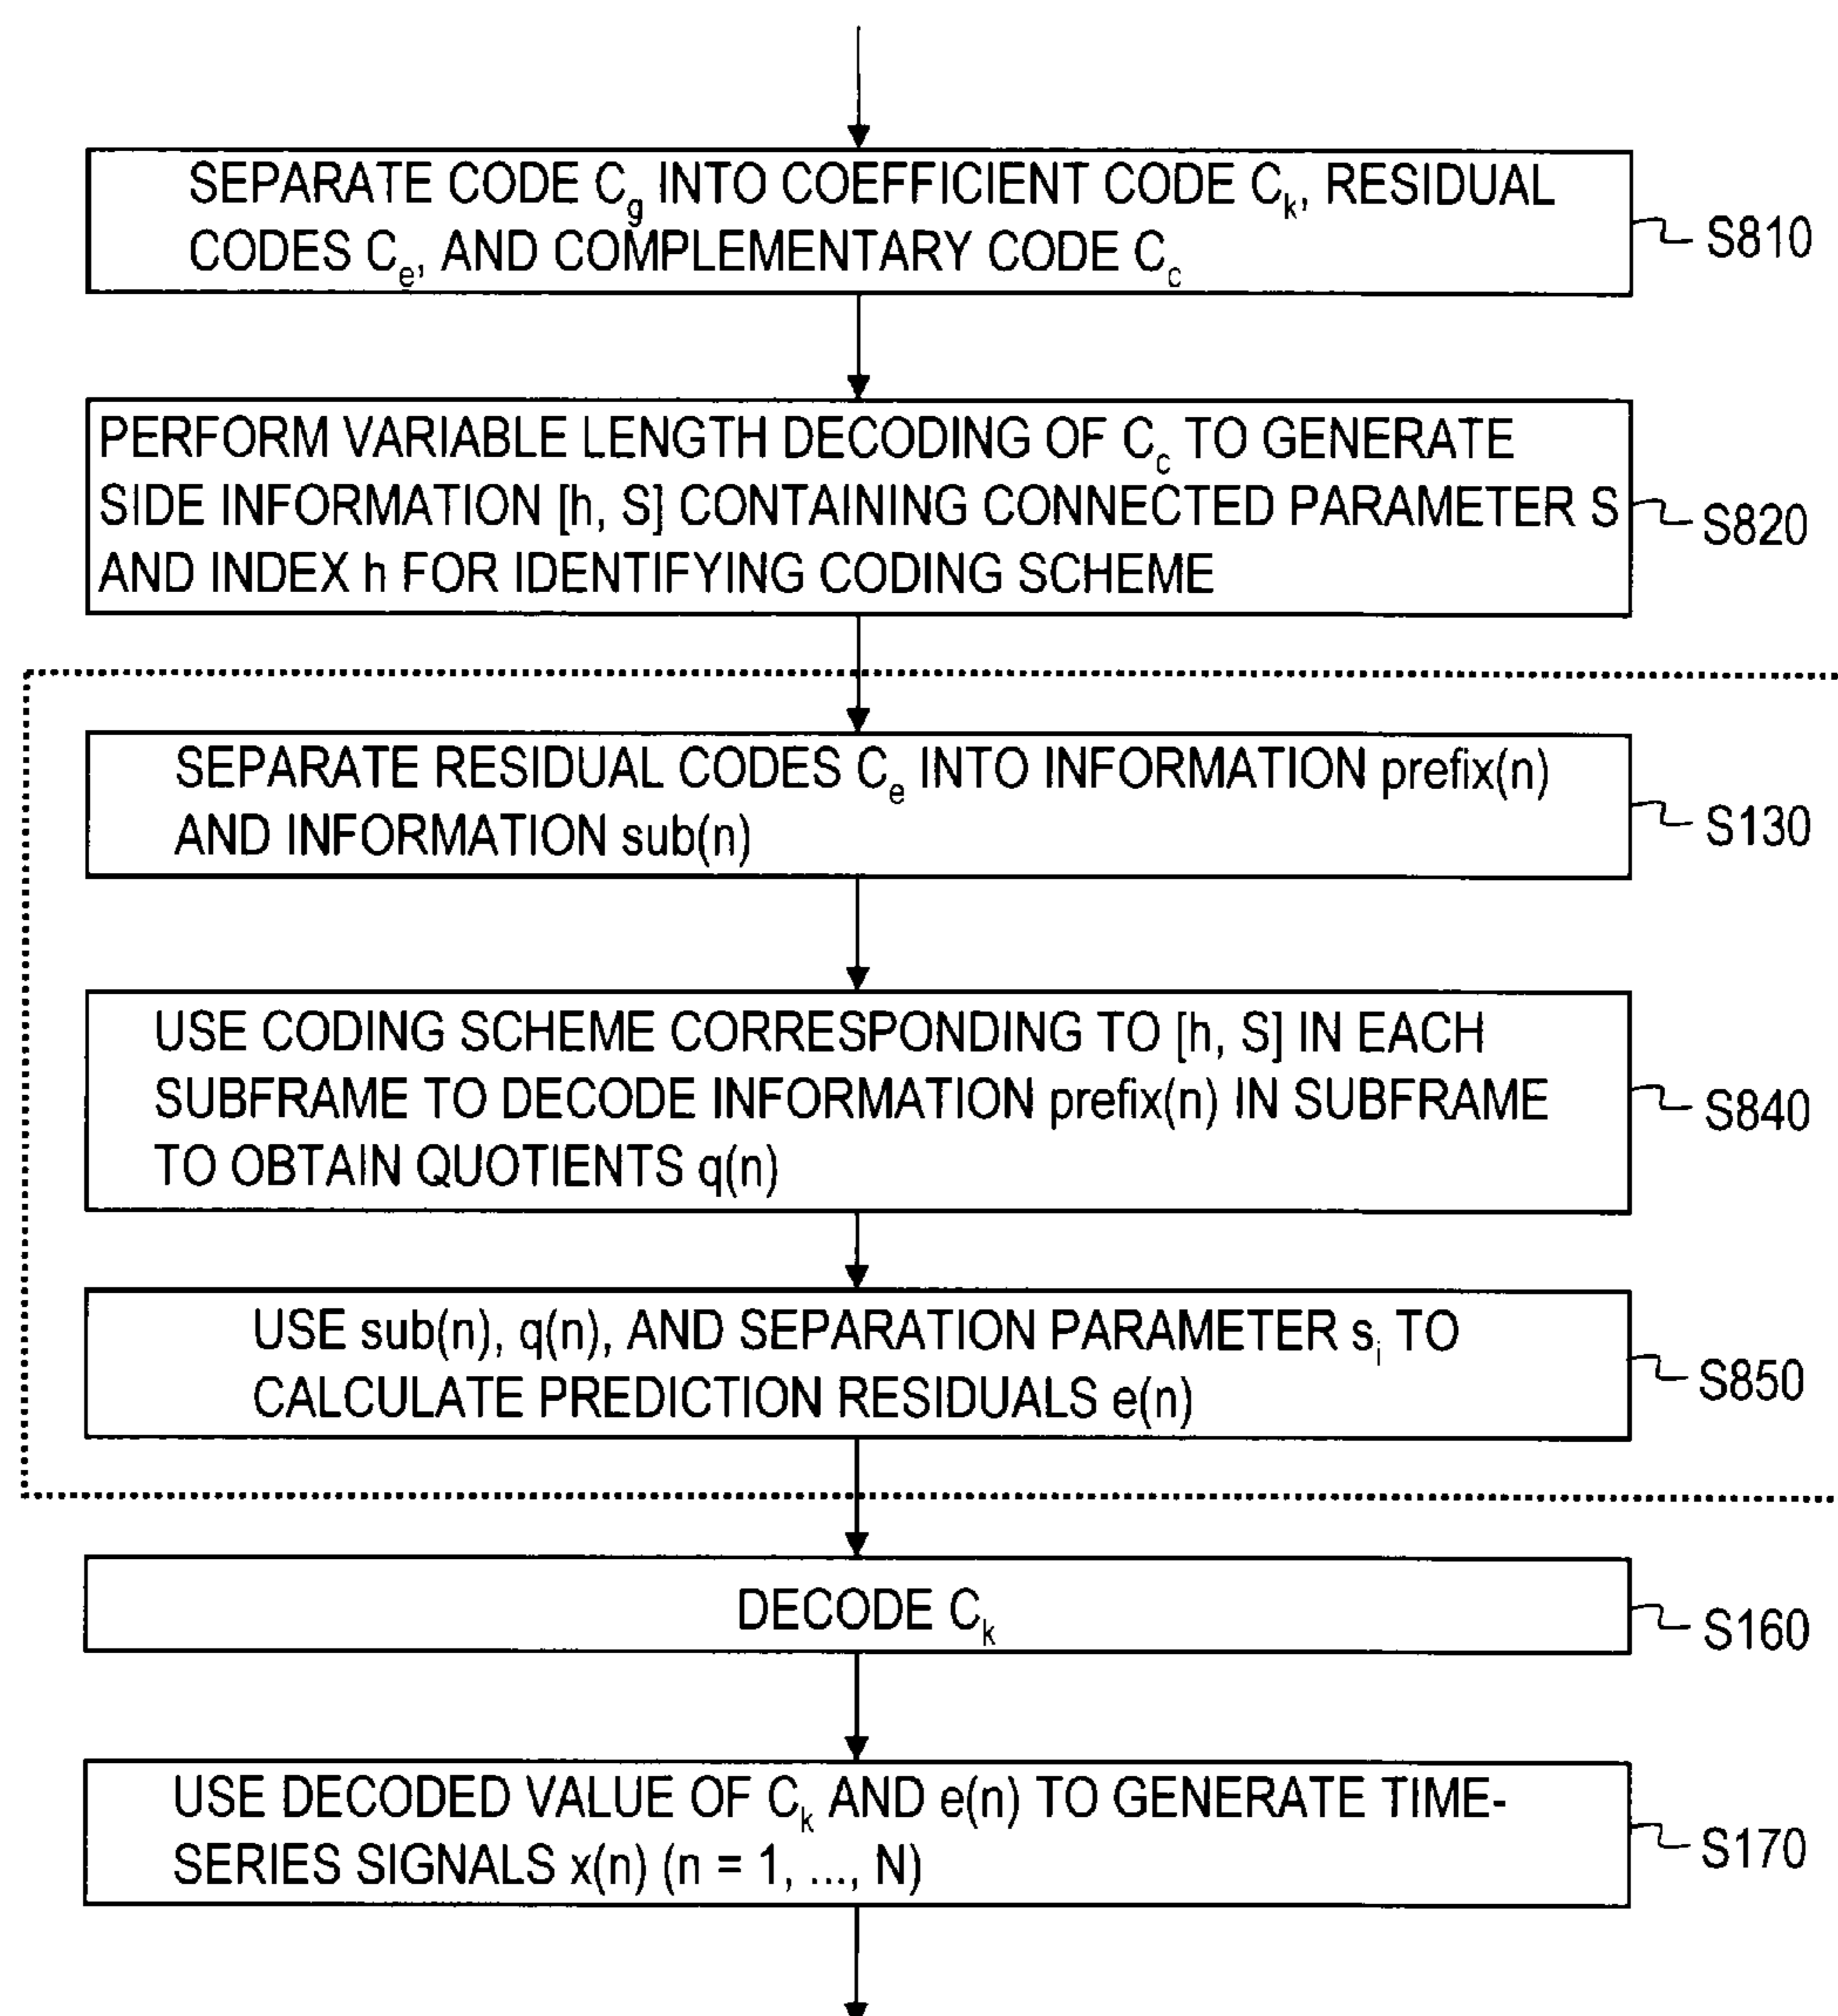 SEPARATE CODE Cg INTO COEFFICIENT CODE Ck, RESIDUAL
CODES Ce, AND COMPLEMENTARY CODE Cc
S810
PERFORM VARIABLE LENGTH DECODING OF Cc TO GENERATE
SIDE INFORMATION [h, S] CONTAINING CONNECTED PARAMETER S
AND INDEX h FOR IDENTIFYING CODING SCHEME
S820
SEPARATE RESIDUAL CODES Ce INTO INFORMATION prefix(n)
AND INFORMATION sub(n)
S130
USE CODING SCHEME CORRESPONDING TO [h, S] IN EACH
SUBFRAME TO DECODE INFORMATION prefix(n) IN SUBFRAME
TO OBTAIN QUOTIENTS q(n)
S840
USE sub(n), q(n), AND SEPARATION PARAMETER si TO
CALCULATE PREDICTION RESIDUALS e(n)
S850
DECODE Ck
S160
USE DECODED VALUE OF Ck AND e(n) TO GENERATE TIME-
SERIES SIGNALS x(n) (n = 1, ..., N)
S170